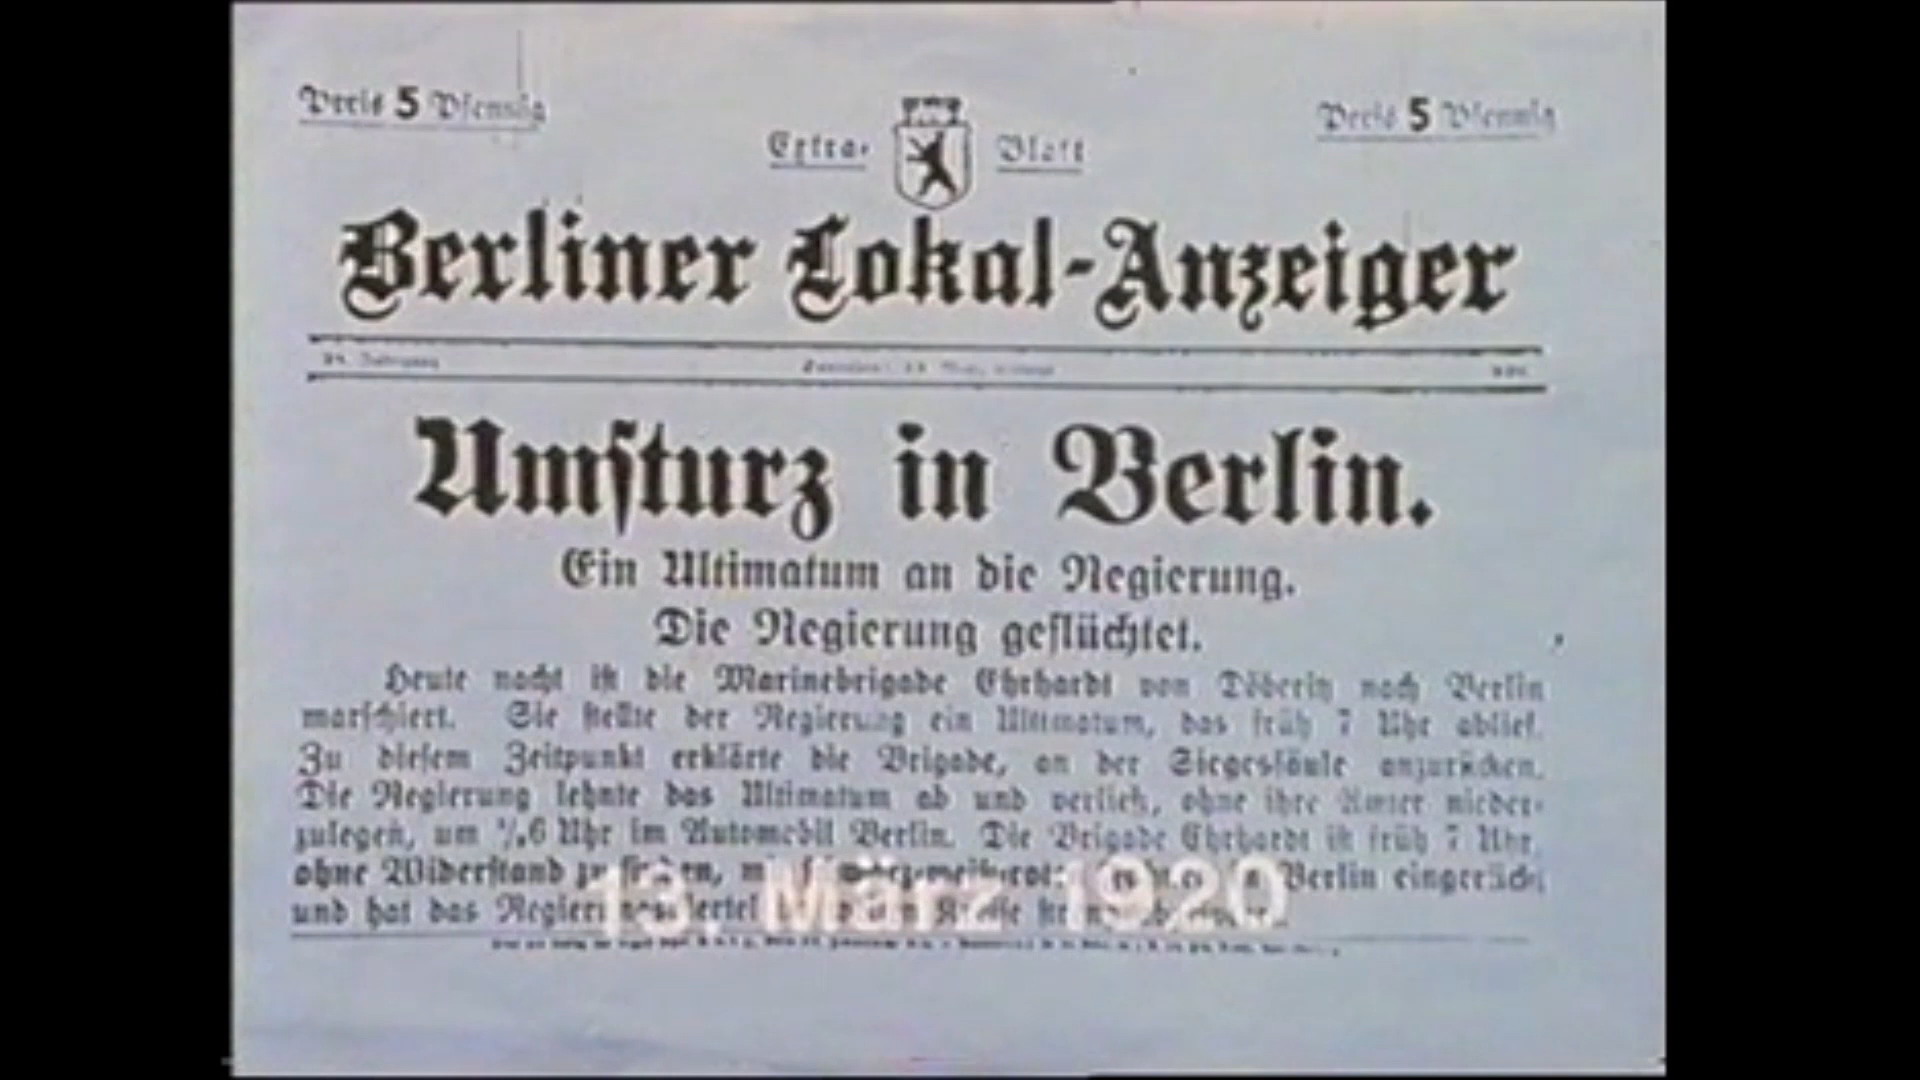 Preis 5 Pfennig
Preis 5 Pfennig
Extra- Blatt
Berliner Lokal-Anzeiger
Jahrgang
Umſturz in Berlin.
Ein Ultimatum an die Regierung.
Die Regierung geflüchtet.
Heute nacht iſt die Marinebrigade Ehrhardt von Döberitz nach Berlin
marſchiert. Sie ſtellte der Regierung ein Ultimatum, das früh 7 Uhr ablief.
Zu dieſem Zeitpunkt erklärte die Brigade, an der Siegesſäule anzurücken.
Die Regierung lehnte das Ultimatum ab und verließ, ohne ihre Ämter nieder-
zulegen, um 6 Uhr im Automobil Berlin. Die Brigade Ehrhardt iſt früh 7 Uhr,
ohne Widerſtand zu finden, Berlin eingerückt
und hat das
13. März 1920